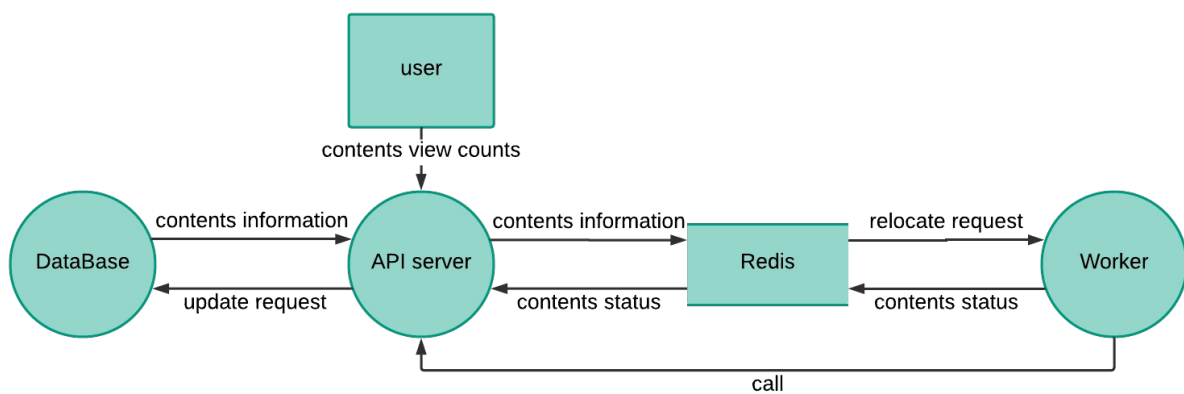 user
contents view counts
contents information
contents information
relocate request
DataBase
API server
Redis
Worker
update request
contents status
contents status
call